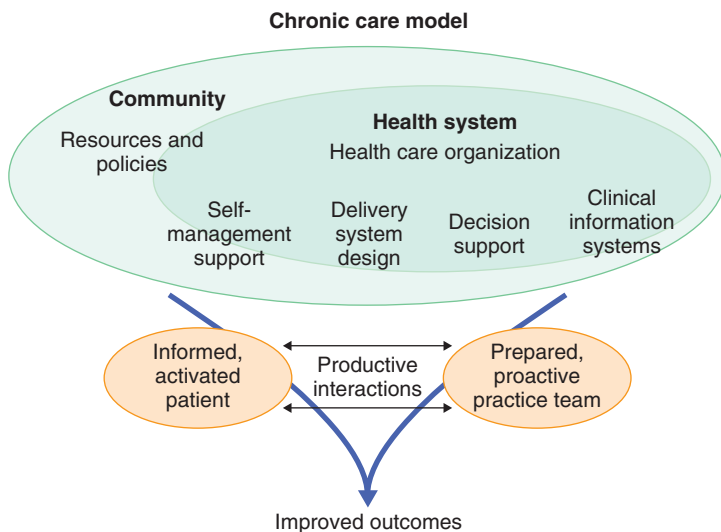 Chronic care model
Community
Resources and
policies
Health system
Health care organization
Self-
management
support
Delivery
system
design
Decision
support
Clinical
information
systems
Informed,
activated
patient
Productive
interactions
Prepared,
proactive
practice team
Improved outcomes